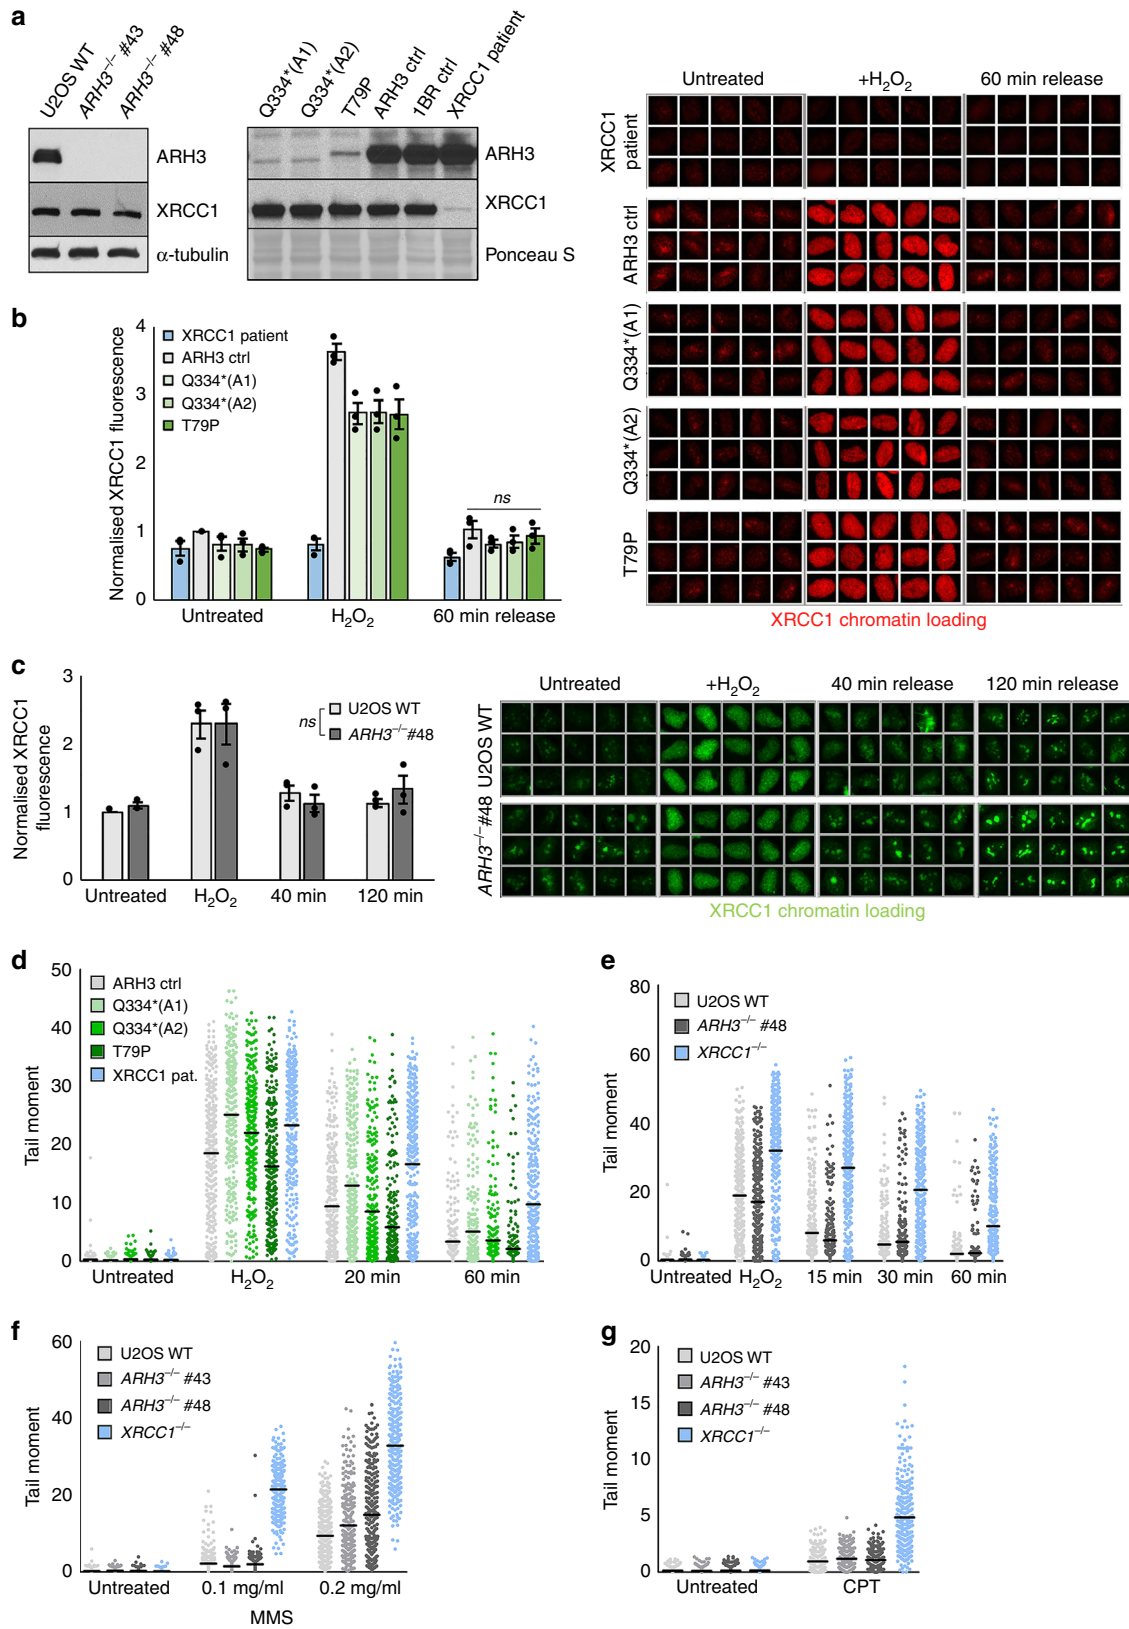 a
U2OS WT
ARH3–/– #43
ARH3–/– #48
ARH3
XRCC1
α-tubulin
Q334*(A1)
Q334*(A2)
T79P
ARH3 ctrl
1BR ctrl
XRCC1 patient
ARH3
XRCC1
Ponceau S
Untreated
+H2O2
60 min release
XRCC1 patient
ARH3 ctrl
Q334*(A1)
Q334*(A2)
T79P
XRCC1 chromatin loading
b
Normalised XRCC1 fluorescence
4
3
2
1
0
XRCC1 patient
ARH3 ctrl
Q334*(A1)
Q334*(A2)
T79P
ns
Untreated
H2O2
60 min release
c
Normalised XRCC1 fluorescence
3
2
1
0
ns
U2OS WT
ARH3–/–#48
Untreated
H2O2
40 min
120 min
Untreated
+H2O2
40 min release
120 min release
U2OS WT
ARH3–/–#48
XRCC1 chromatin loading
d
Tail moment
50
40
30
20
10
0
ARH3 ctrl
Q334*(A1)
Q334*(A2)
T79P
XRCC1 pat.
Untreated
H2O2
20 min
60 min
e
Tail moment
80
60
40
20
0
U2OS WT
ARH3–/– #48
XRCC1–/–
Untreated
H2O2
15 min
30 min
60 min
f
Tail moment
60
40
20
0
U2OS WT
ARH3–/– #43
ARH3–/– #48
XRCC1–/–
Untreated
0.1 mg/ml
0.2 mg/ml
MMS
g
Tail moment
20
15
10
5
0
U2OS WT
ARH3–/– #43
ARH3–/– #48
XRCC1–/–
Untreated
CPT